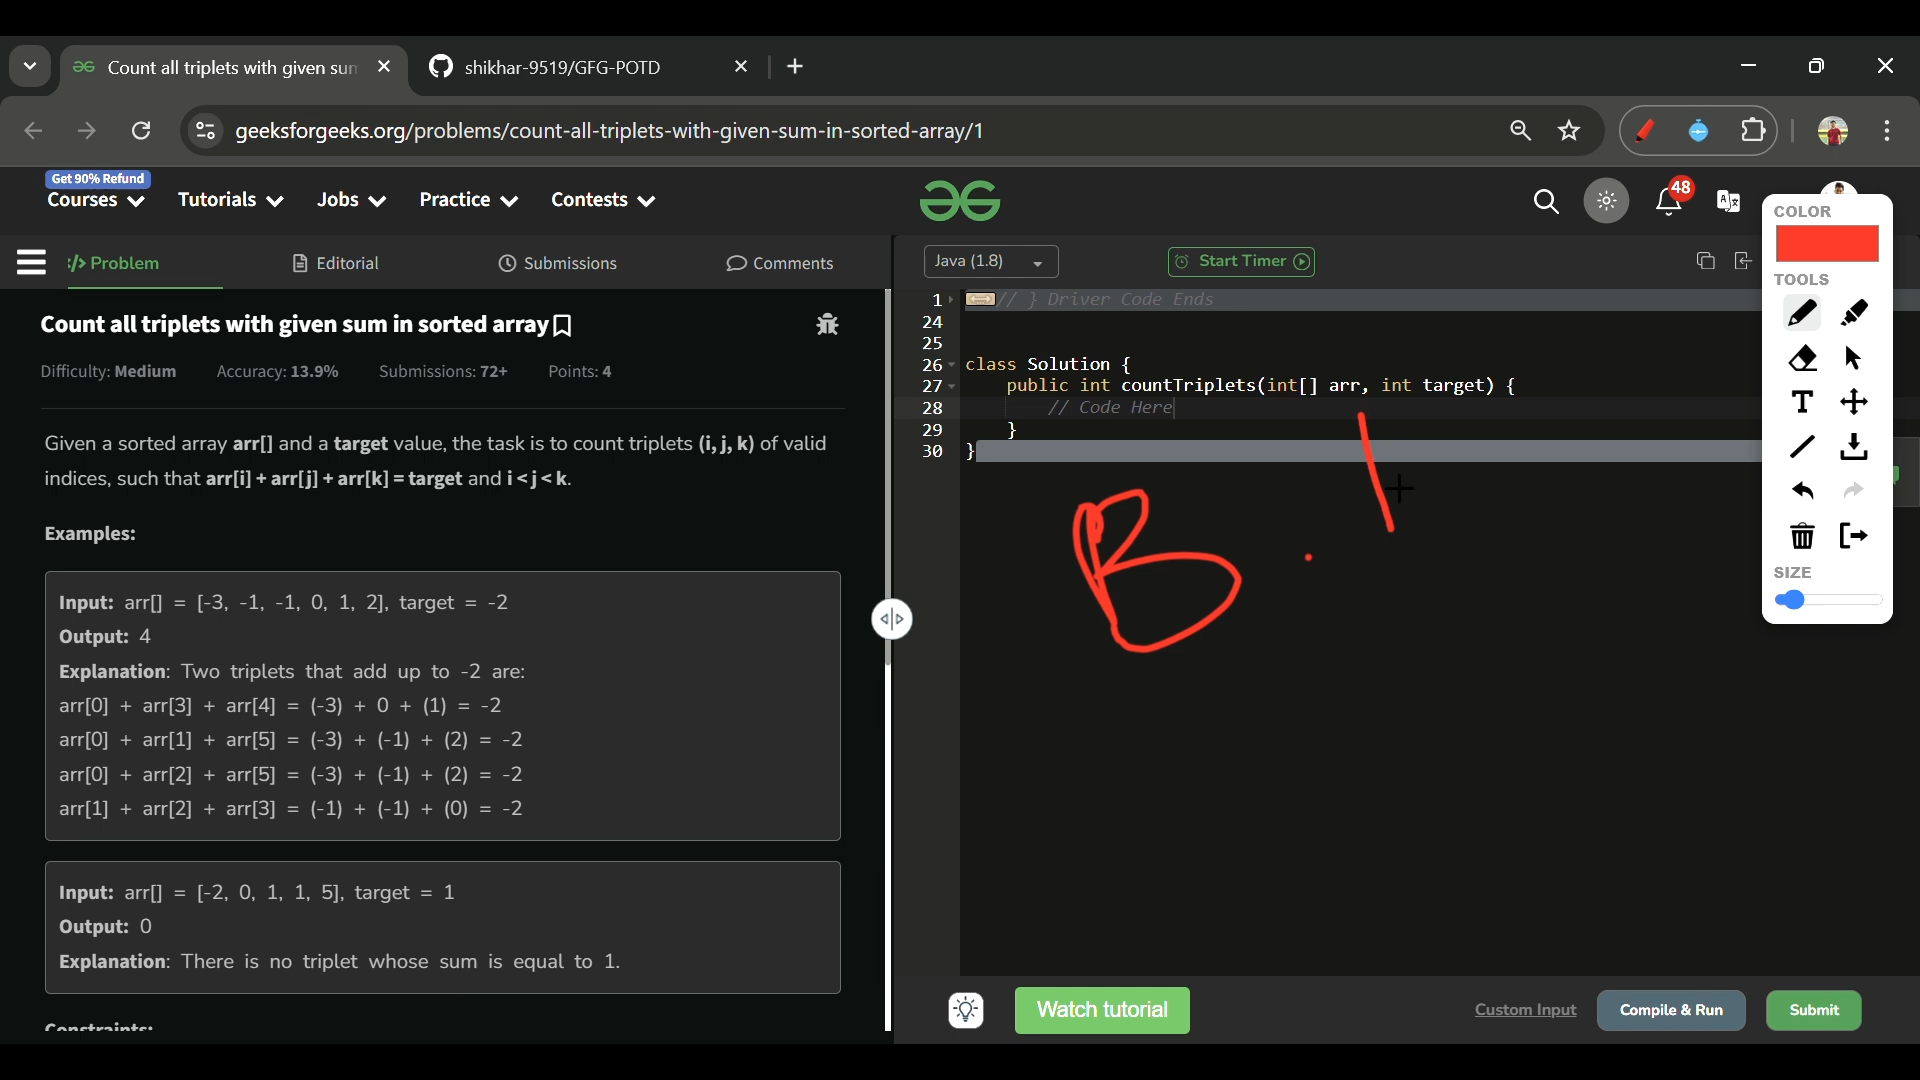 Count all triplets with given sum
shikhar-9519/GFG-POTD
geeksforgeeks.org/problems/count-all-triplets-with-given-sum-in-sorted-array/1
Get 90% Refund
Courses Tutorials Jobs Practice Contests
48
Problem Editorial Submissions Comments
Java (1.8) Start Timer
Count all triplets with given sum in sorted array
Difficulty: Medium Accuracy: 13.9% Submissions: 72+ Points: 4
Given a sorted array arr[] and a target value, the task is to count triplets (i, j, k) of valid
indices, such that arr[i] + arr[j] + arr[k] = target and i < j < k.
Examples:
Input: arr[] = [-3, -1, -1, 0, 1, 2], target = -2
Output: 4
Explanation: Two triplets that add up to -2 are:
arr[0] + arr[3] + arr[4] = (-3) + 0 + (1) = -2
arr[0] + arr[1] + arr[5] = (-3) + (-1) + (2) = -2
arr[0] + arr[2] + arr[5] = (-3) + (-1) + (2) = -2
arr[1] + arr[2] + arr[3] = (-1) + (-1) + (0) = -2
Input: arr[] = [-2, 0, 1, 1, 5], target = 1
Output: 0
Explanation: There is no triplet whose sum is equal to 1.
Constraints:
1 // } Driver Code Ends
24
25
26 class Solution {
27 public int countTriplets(int[] arr, int target) {
28 // Code Here
29 }
30 }
B
COLOR
TOOLS
T
SIZE
Watch tutorial
Custom Input Compile & Run Submit